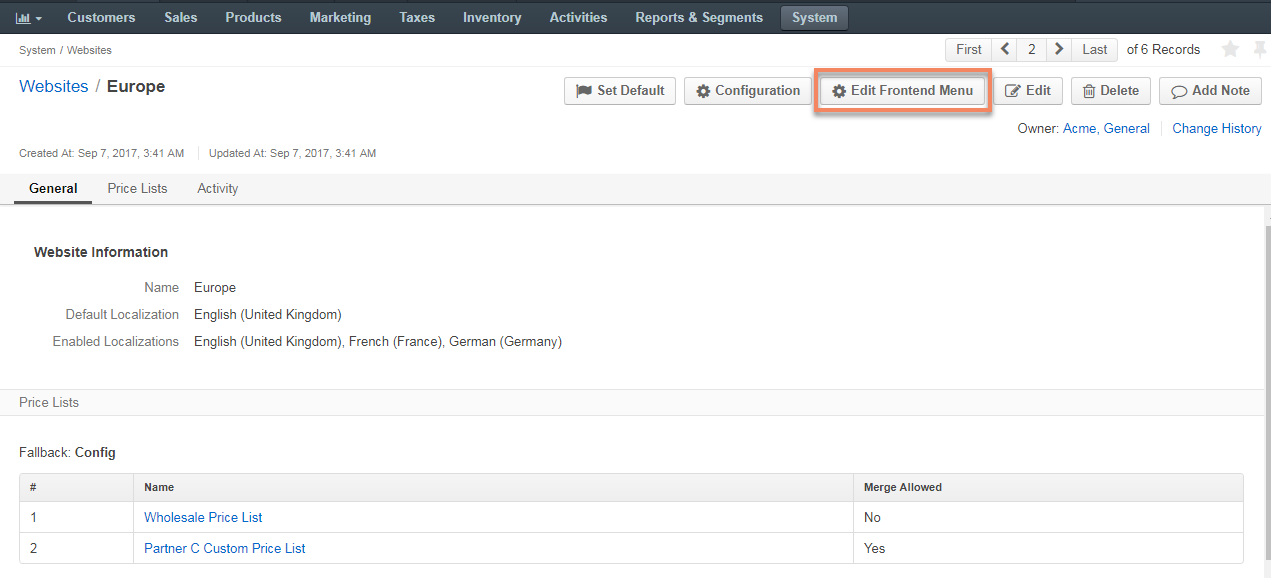 Customers Sales Products Marketing Taxes Inventory Activities Reports & Segments System
System / Websites First 2 Last of 6 Records
Websites / Europe Set Default Configuration Edit Frontend Menu Edit Delete Add Note
Owner: Acme, General Change History
Created At: Sep 7, 2017, 3:41 AM Updated At: Sep 7, 2017, 3:41 AM
General Price Lists Activity
Website Information
Name Europe
Default Localization English (United Kingdom)
Enabled Localizations English (United Kingdom), French (France), German (Germany)
Price Lists
Fallback: Config
# Name Merge Allowed
1 Wholesale Price List No
2 Partner C Custom Price List Yes